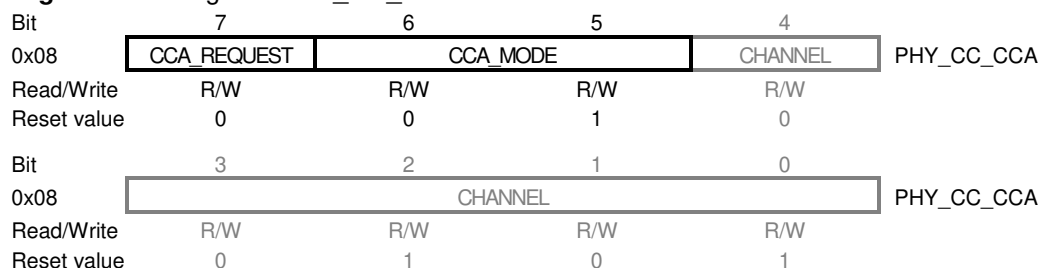 Bit 7 6 5 4
0x08 CCA_REQUEST CCA_MODE CHANNEL PHY_CC_CCA
Read/Write R/W R/W R/W R/W
Reset value 0 0 1 0
Bit 3 2 1 0
0x08 CHANNEL PHY_CC_CCA
Read/Write R/W R/W R/W R/W
Reset value 0 1 0 1